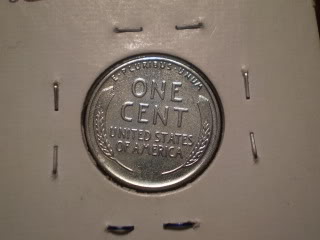 E·PLURIBUS·UNUM
ONE
CENT
UNITED STATES
OF AMERICA